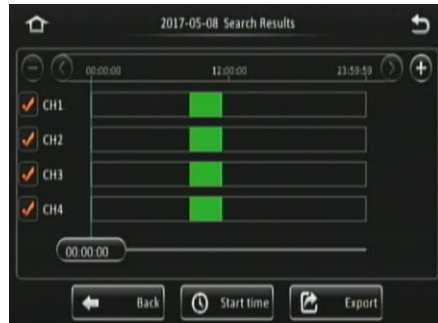 2017-05-08 Search Results
00:00:00 12:00:00 23:59:59
CH1
CH2
CH3
CH4
00:00:00
Back Start time Export